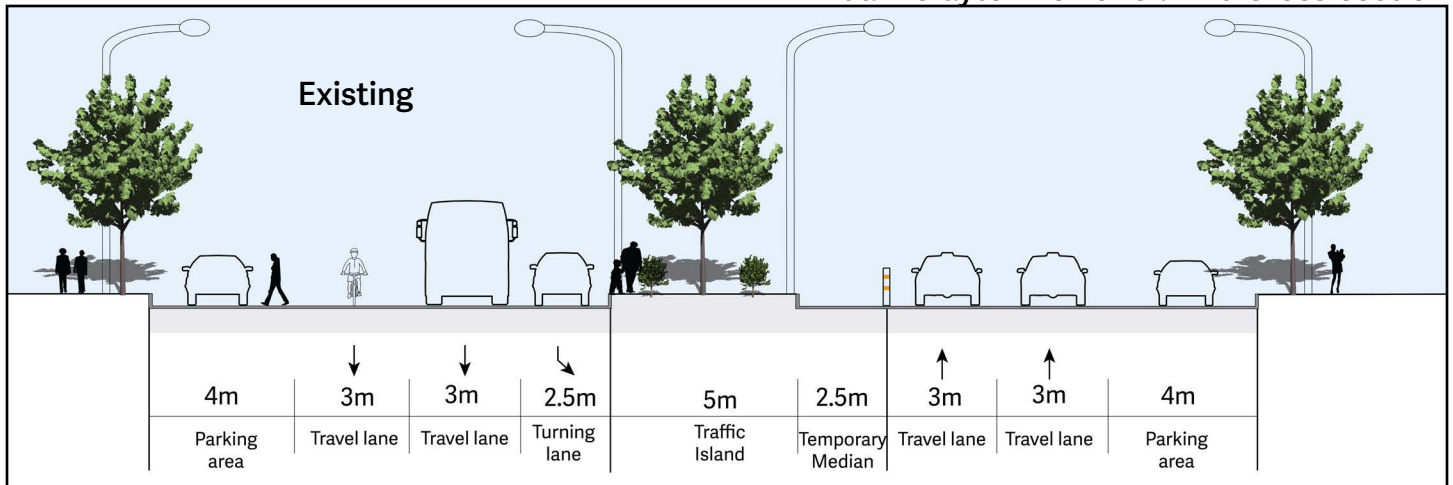 Existing
4m
3m
3m
2.5m
5m
2.5m
3m
3m
4m
Parking
area
Travel lane
Travel lane
Turning
lane
Traffic
Island
Temporary
Median
Travel lane
Travel lane
Parking
area